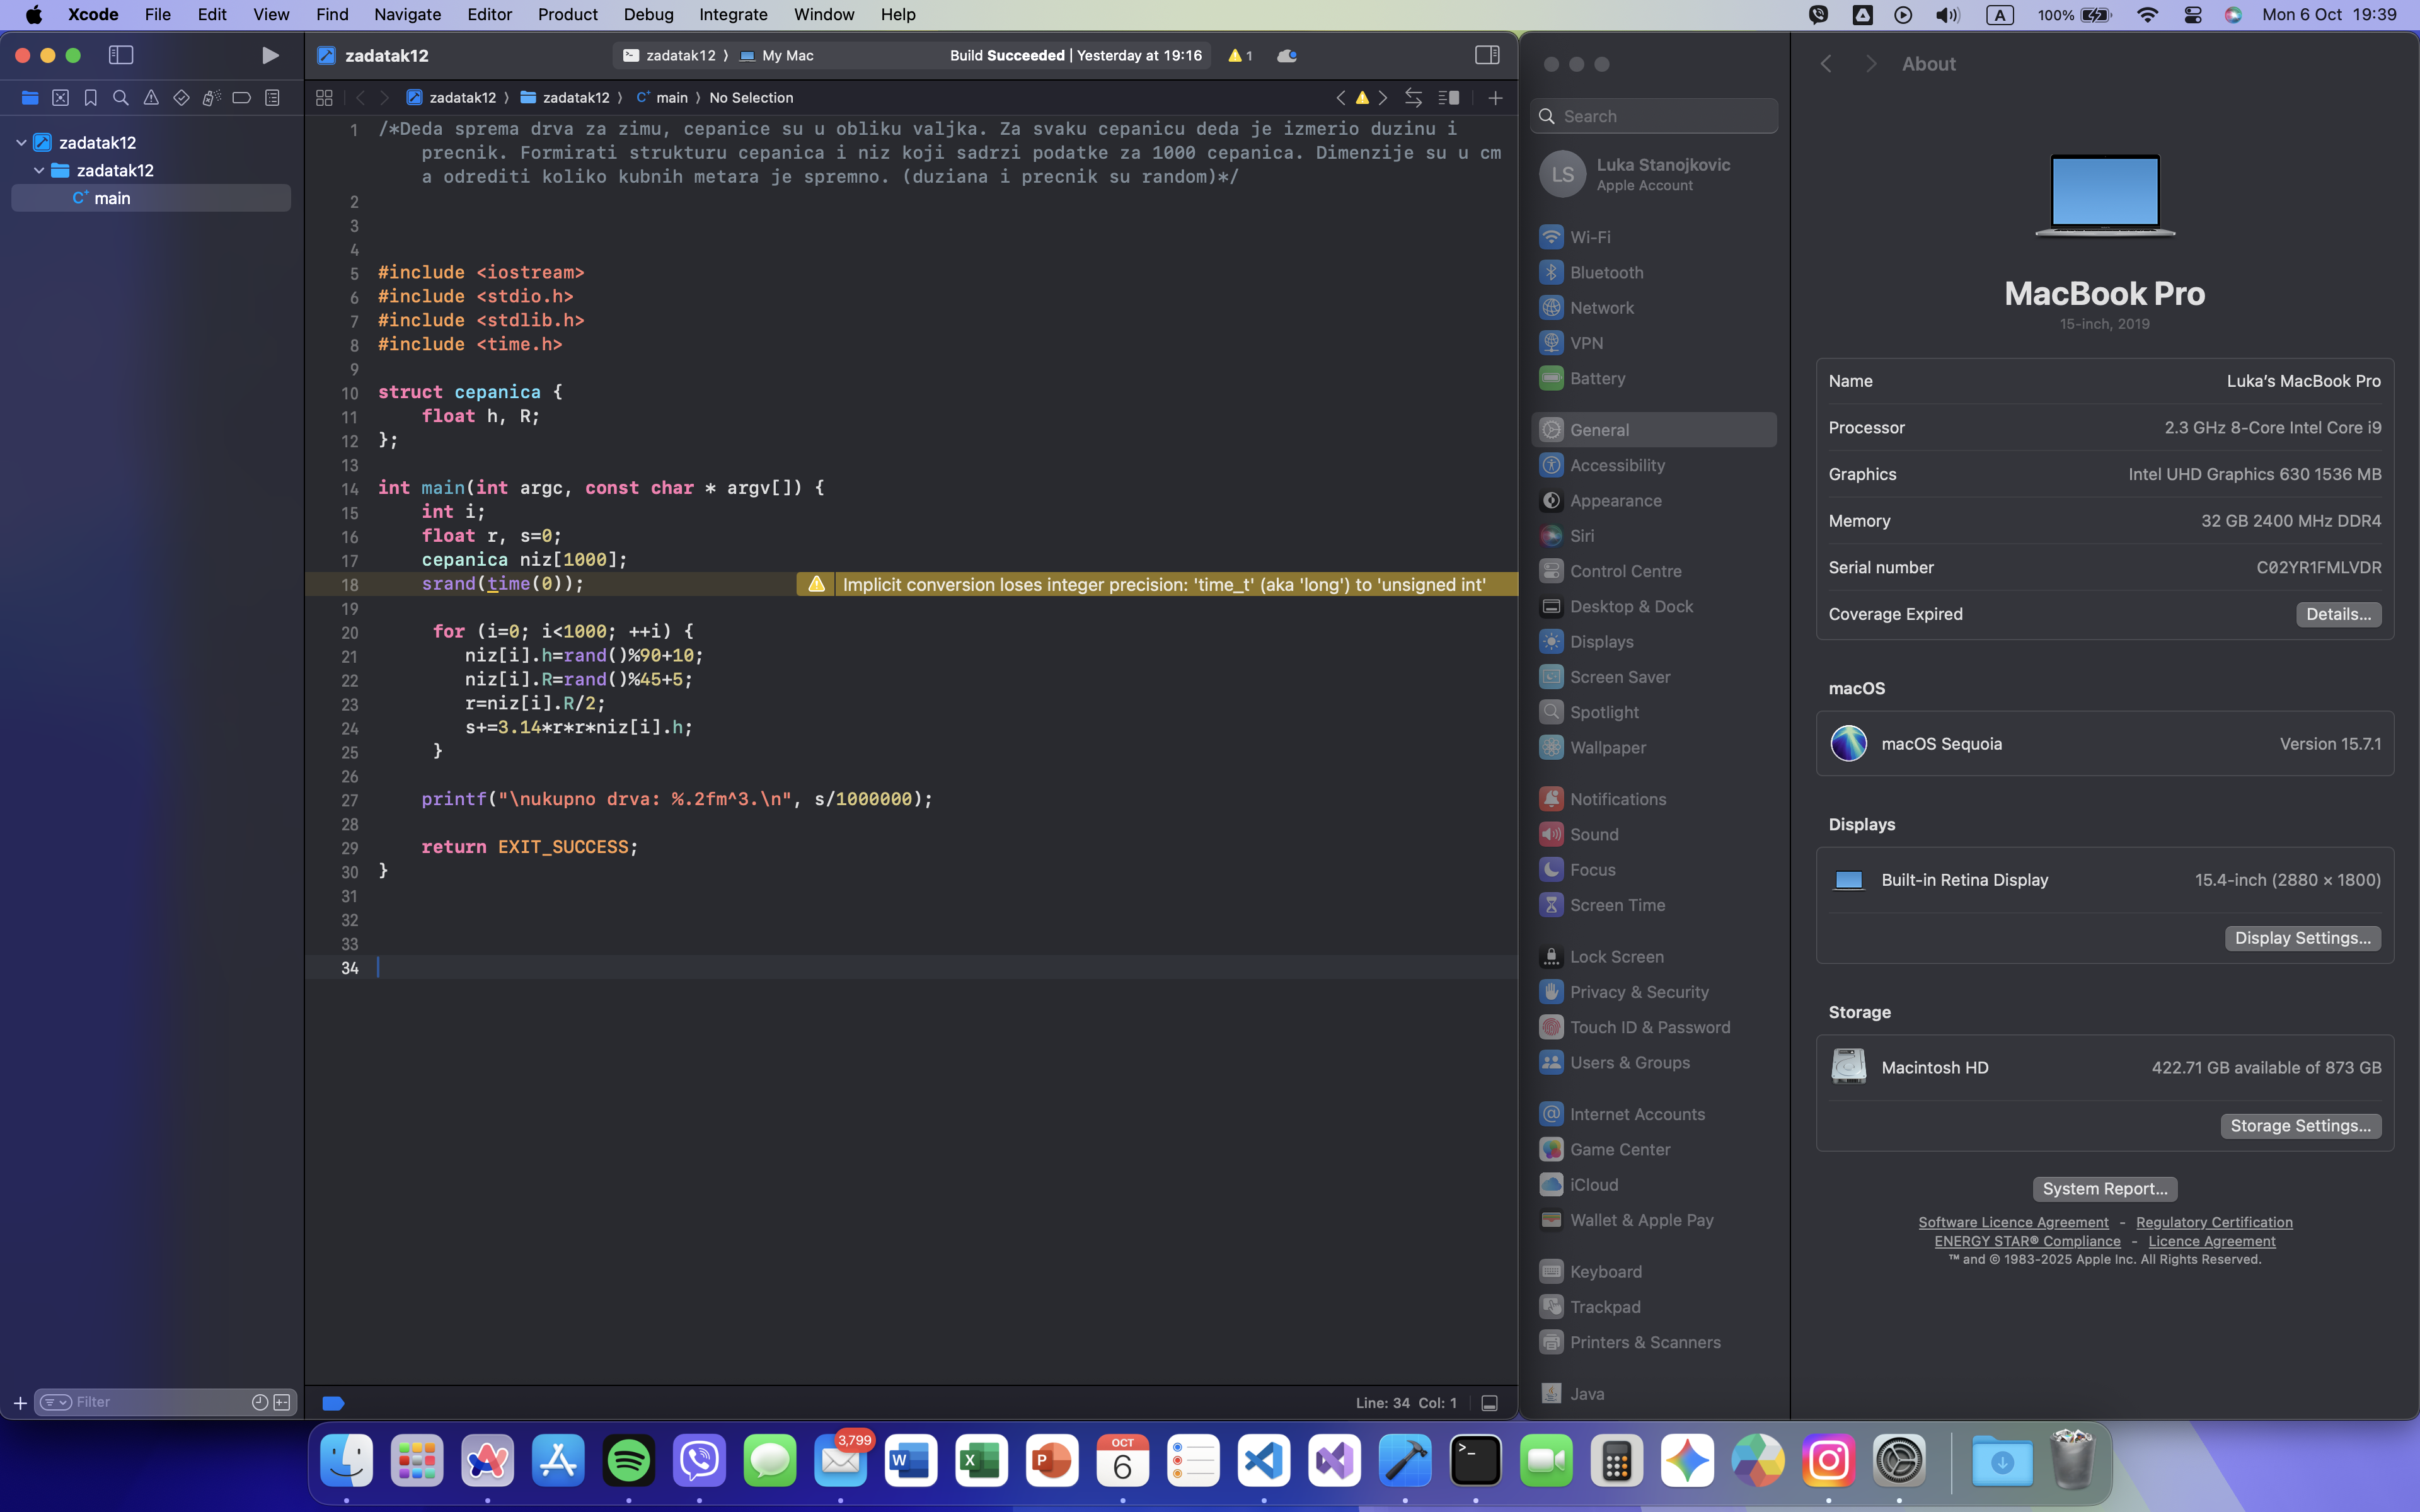 Xcode File Edit View Find Navigate Editor Product Debug Integrate Window Help
A 100% Mon 6 Oct 19:39
zadatak12
zadatak12
main
Filter
zadatak12
zadatak12 〉 My Mac
Build Succeeded | Yesterday at 19:16
1
zadatak12 〉 zadatak12 〉 main 〉 No Selection
1 /*Deda sprema drva za zimu, cepanice su u obliku valjka. Za svaku cepanicu deda je izmerio duzinu i
precnik. Formirati strukturu cepanica i niz koji sadrzi podatke za 1000 cepanica. Dimenzije su u cm
a odrediti koliko kubnih metara je spremno. (duziana i precnik su random)*/
2
3
4
5 #include <iostream>
6 #include <stdio.h>
7 #include <stdlib.h>
8 #include <time.h>
9
10 struct cepanica {
11 float h, R;
12 };
13
14 int main(int argc, const char * argv[]) {
15 int i;
16 float r, s=0;
17 cepanica niz[1000];
18 srand(time(0)); Implicit conversion loses integer precision: 'time_t' (aka 'long') to 'unsigned int'
19
20 for (i=0; i<1000; ++i) {
21 niz[i].h=rand()%90+10;
22 niz[i].R=rand()%45+5;
23 r=niz[i].R/2;
24 s+=3.14*r*r*niz[i].h;
25 }
26
27 printf("\nukupno drva: %.2fm^3.\n", s/1000000);
28
29 return EXIT_SUCCESS;
30 }
31
32
33
34
Line: 34 Col: 1
Search
LS
Luka Stanojkovic
Apple Account
Wi-Fi
Bluetooth
Network
VPN
Battery
General
Accessibility
Appearance
Siri
Control Centre
Desktop & Dock
Displays
Screen Saver
Spotlight
Wallpaper
Notifications
Sound
Focus
Screen Time
Lock Screen
Privacy & Security
Touch ID & Password
Users & Groups
Internet Accounts
Game Center
iCloud
Wallet & Apple Pay
Keyboard
Trackpad
Printers & Scanners
Java
About
MacBook Pro
15-inch, 2019
Name Luka's MacBook Pro
Processor 2.3 GHz 8-Core Intel Core i9
Graphics Intel UHD Graphics 630 1536 MB
Memory 32 GB 2400 MHz DDR4
Serial number C02YR1FMLVDR
Coverage Expired Details...
macOS
macOS Sequoia Version 15.7.1
Displays
Built-in Retina Display 15.4-inch (2880 × 1800)
Display Settings...
Storage
Macintosh HD 422.71 GB available of 873 GB
Storage Settings...
System Report...
Software Licence Agreement - Regulatory Certification
ENERGY STAR® Compliance - Licence Agreement
™ and © 1983-2025 Apple Inc. All Rights Reserved.
3,799
W
X
P
OCT
6